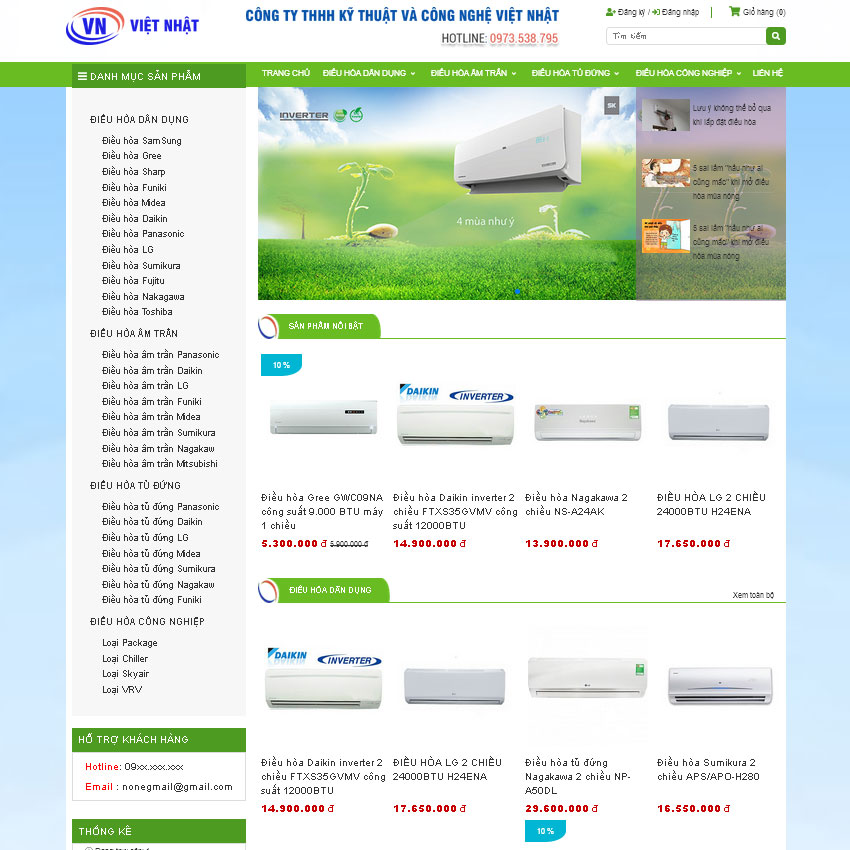 VN VIỆT NHẬT
CÔNG TY THHH KỸ THUẬT VÀ CÔNG NGHỆ VIỆT NHẬT
HOTLINE: 0973.538.795
Đăng ký / Đăng nhập
Giỏ hàng (0)
Tìm kiếm
DANH MỤC SẢN PHẨM
TRANG CHỦ ĐIỀU HÒA DÂN DỤNG ĐIỀU HÒA ÂM TRẦN ĐIỀU HÒA TỦ ĐỨNG ĐIỀU HÒA CÔNG NGHIỆP LIÊN HỆ
ĐIỀU HÒA DÂN DỤNG
Điều hòa SamSung
Điều hòa Gree
Điều hòa Sharp
Điều hòa Funiki
Điều hòa Midea
Điều hòa Daikin
Điều hòa Panasonic
Điều hòa LG
Điều hòa Sumikura
Điều hòa Fujitu
Điều hòa Nakagawa
Điều hòa Toshiba
ĐIỀU HÒA ÂM TRẦN
Điều hòa âm trần Panasonic
Điều hòa âm trần Daikin
Điều hòa âm trần LG
Điều hòa âm trần Funiki
Điều hòa âm trần Midea
Điều hòa âm trần Sumikura
Điều hòa âm trần Nagakaw
Điều hòa âm trần Mitsubishi
ĐIỀU HÒA TỦ ĐỨNG
Điều hòa tủ đứng Panasonic
Điều hòa tủ đứng Daikin
Điều hòa tủ đứng LG
Điều hòa tủ đứng Midea
Điều hòa tủ đứng Sumikura
Điều hòa tủ đứng Nagakaw
Điều hòa tủ đứng Funiki
ĐIỀU HÒA CÔNG NGHIỆP
Loại Package
Loại Chiller
Loại Skyair
Loại VRV
HỖ TRỢ KHÁCH HÀNG
Hotline: 09xx.xxx.xxx
Email : nonegmail@gmail.com
THỐNG KÊ
INVERTER
SK
4 mùa như ý
Lưu ý không thể bỏ qua
khi lắp đặt điều hòa
5 sai lầm "hầu như ai
cũng mắc" khi mở điều
hòa mùa nóng
5 sai lầm "hầu như ai
cũng mắc" khi mở điều
hòa mùa nóng
SẢN PHẨM NỔI BẬT
10 %
DAIKIN INVERTER
Điều hòa Gree GWC09NA
công suất 9.000 BTU máy
1 chiều
5.300.000 đ 5.900.000 đ
Điều hòa Daikin inverter 2
chiều FTXS35GVMV công
suất 12000BTU
14.900.000 đ
Điều hòa Nagakawa 2
chiều NS-A24AK
13.900.000 đ
ĐIỀU HÒA LG 2 CHIỀU
24000BTU H24ENA
17.650.000 đ
ĐIỀU HÒA DÂN DỤNG
Xem toàn bộ
DAIKIN INVERTER
Điều hòa Daikin inverter 2
chiều FTXS35GVMV công
suất 12000BTU
14.900.000 đ
ĐIỀU HÒA LG 2 CHIỀU
24000BTU H24ENA
17.650.000 đ
Điều hòa tủ đứng
Nagakawa 2 chiều NP-
A50DL
29.600.000 đ
Điều hòa Sumikura 2
chiều APS/APO-H280
16.550.000 đ
10 %